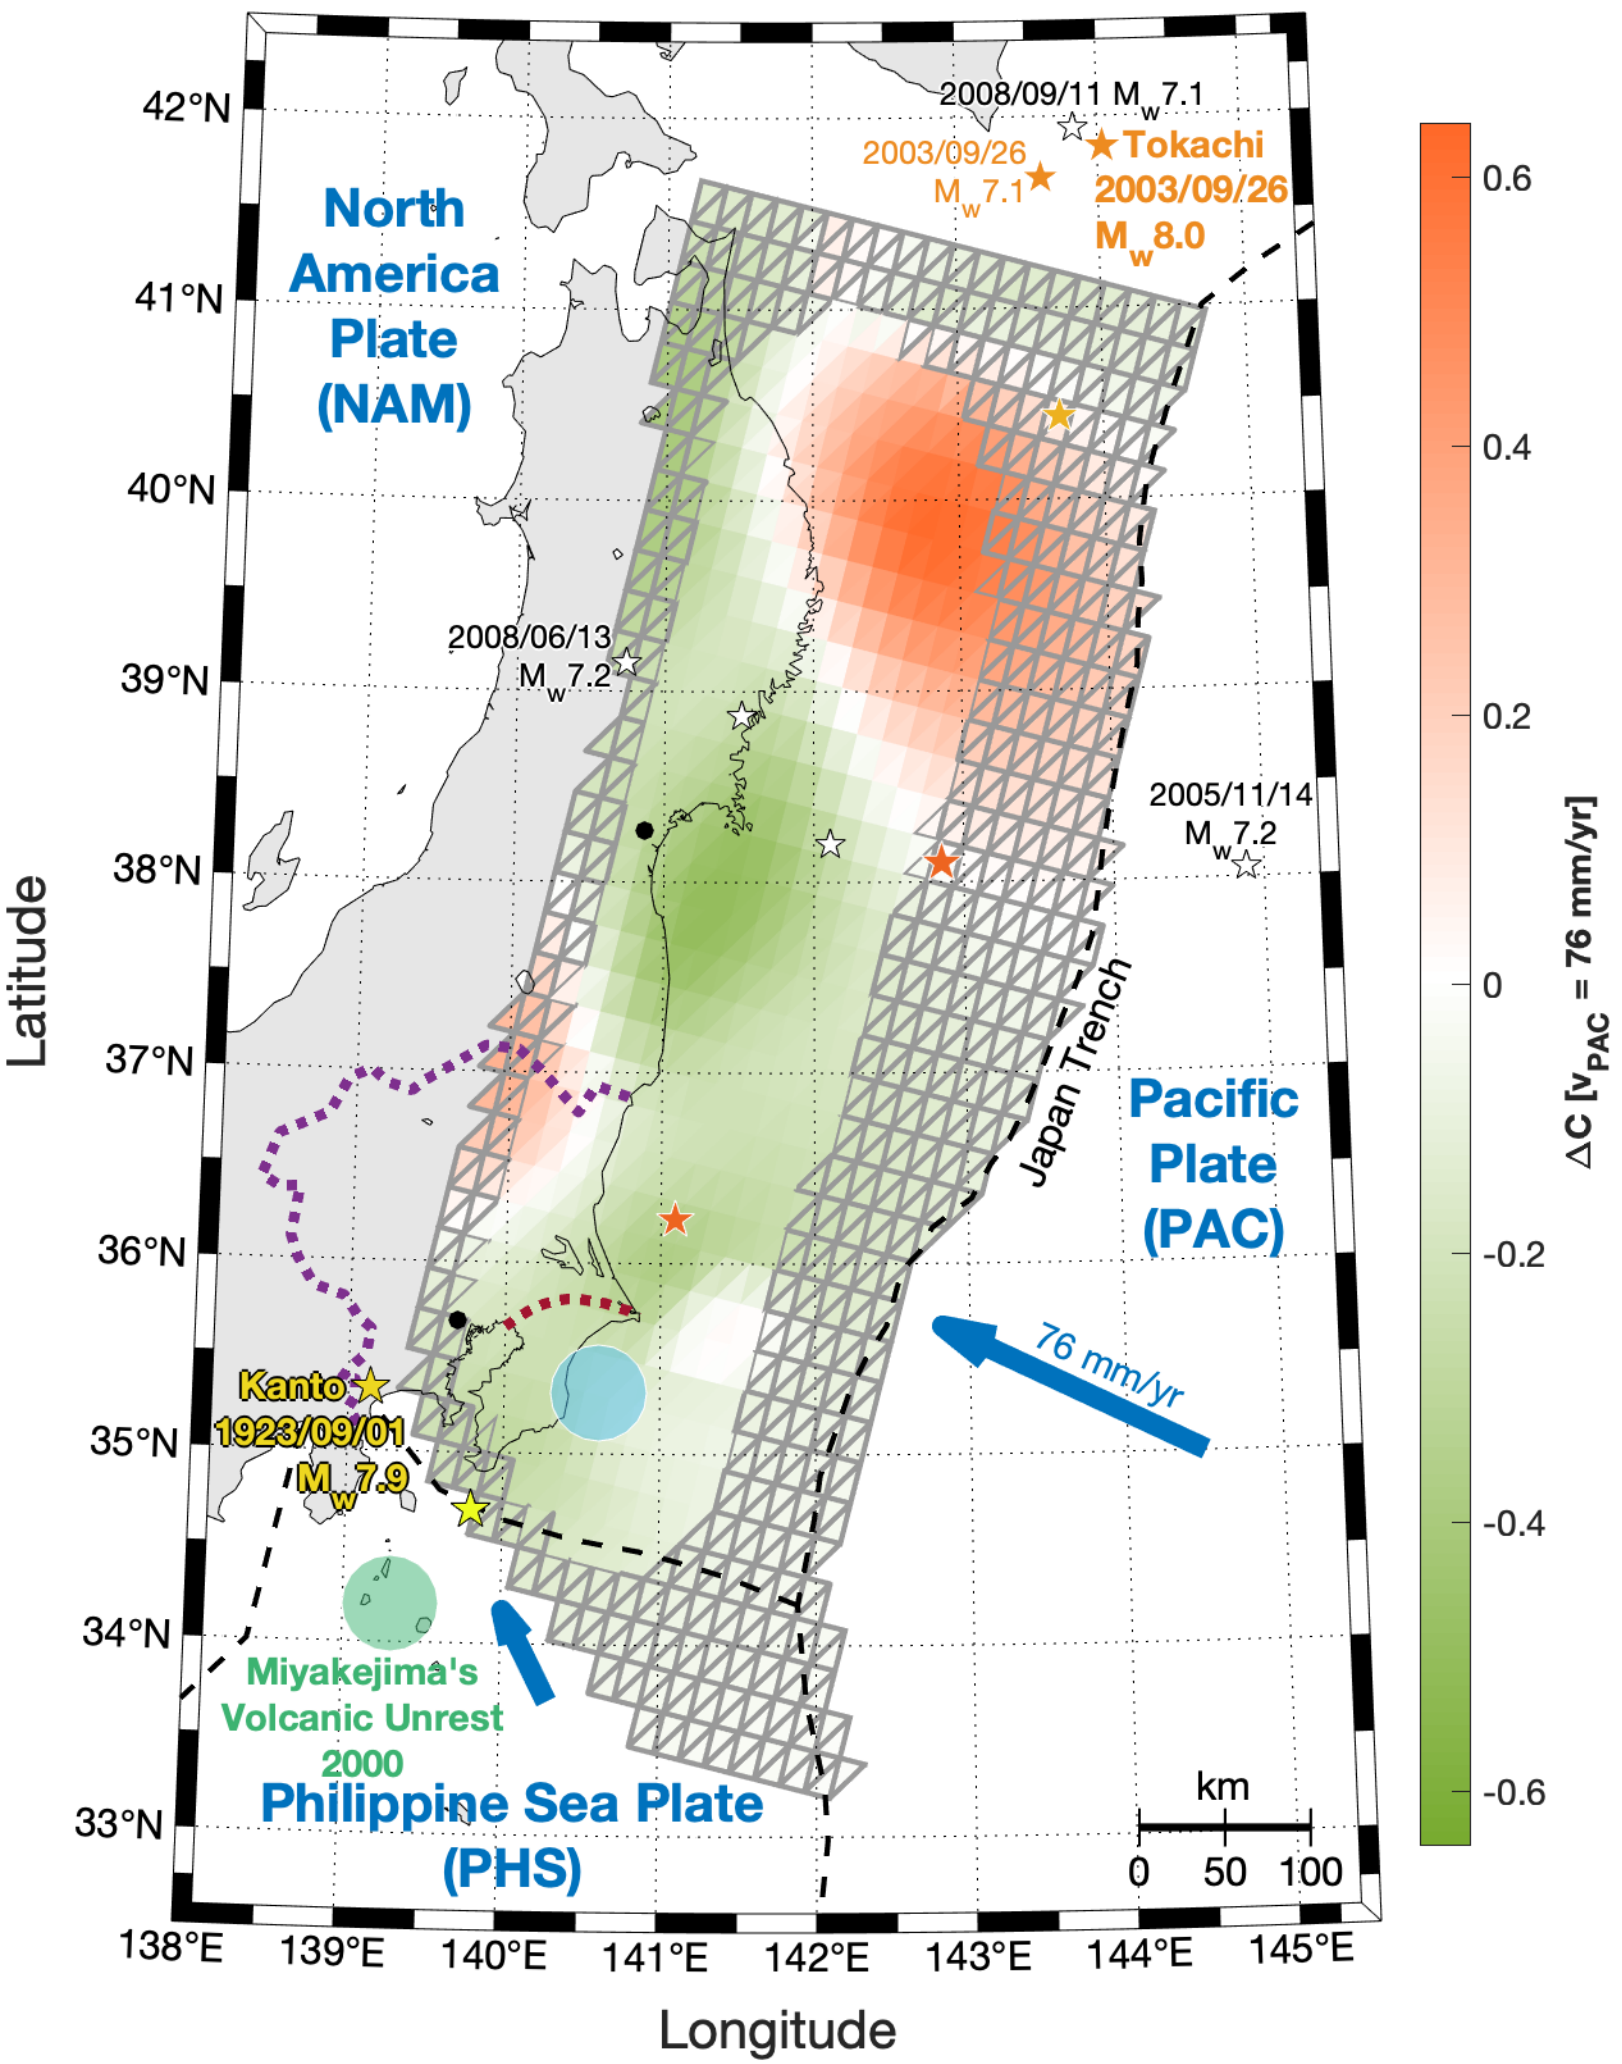 42°N
41°N
40°N
39°N
38°N
37°N
36°N
35°N
34°N
33°N
Latitude
138°E
139°E
140°E
141°E
142°E
143°E
144°E
145°E
Longitude
North
America
Plate
(NAM)
2008/09/11 Mw7.1
2003/09/26
Mw7.1
Tokachi
2003/09/26
Mw8.0
2008/06/13
Mw7.2
2005/11/14
Mw7.2
Japan Trench
Pacific
Plate
(PAC)
76 mm/yr
Kanto
1923/09/01
Mw7.9
Miyakejima's
Volcanic Unrest
2000
Philippine Sea Plate
(PHS)
km
0 50 100
0.6
0.4
0.2
0
-0.2
-0.4
-0.6
ΔC [vPAC = 76 mm/yr]